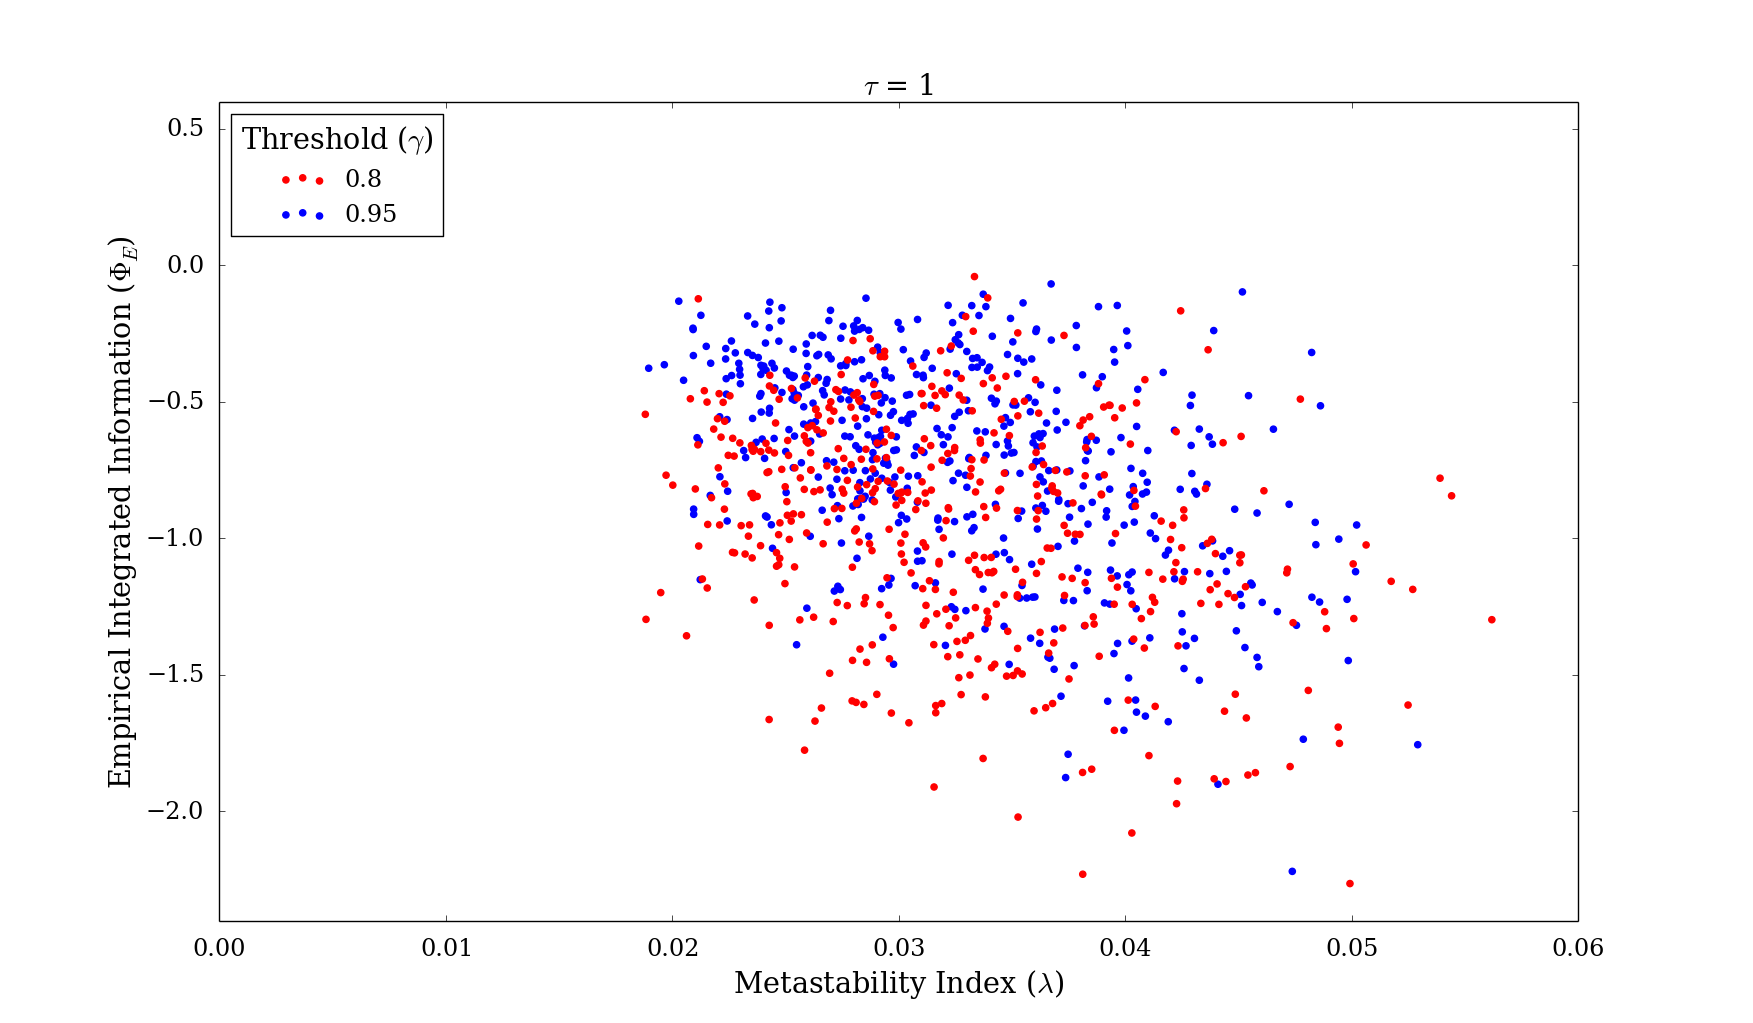 τ = 1
Threshold (γ)
0.8
0.95
0.5
0.0
−0.5
−1.0
−1.5
−2.0
Empirical Integrated Information (Φ_E)
0.00 0.01 0.02 0.03 0.04 0.05 0.06
Metastability Index (λ)